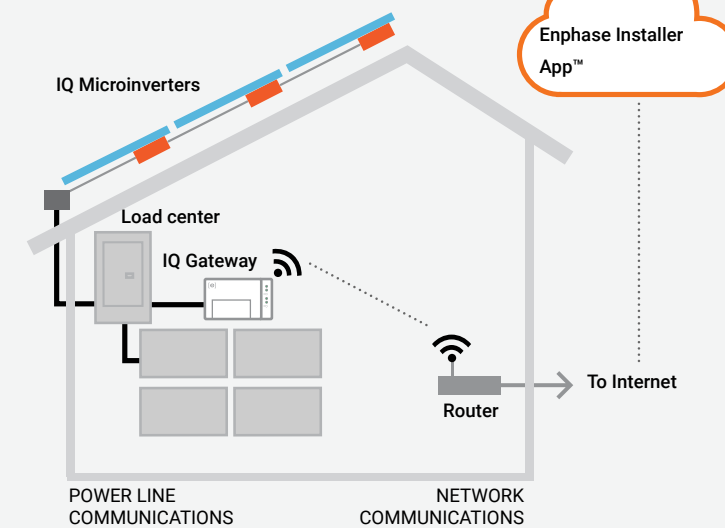 Enphase Installer
App™
IQ Microinverters
Load center
IQ Gateway
To Internet
Router
POWER LINE
COMMUNICATIONS
NETWORK
COMMUNICATIONS